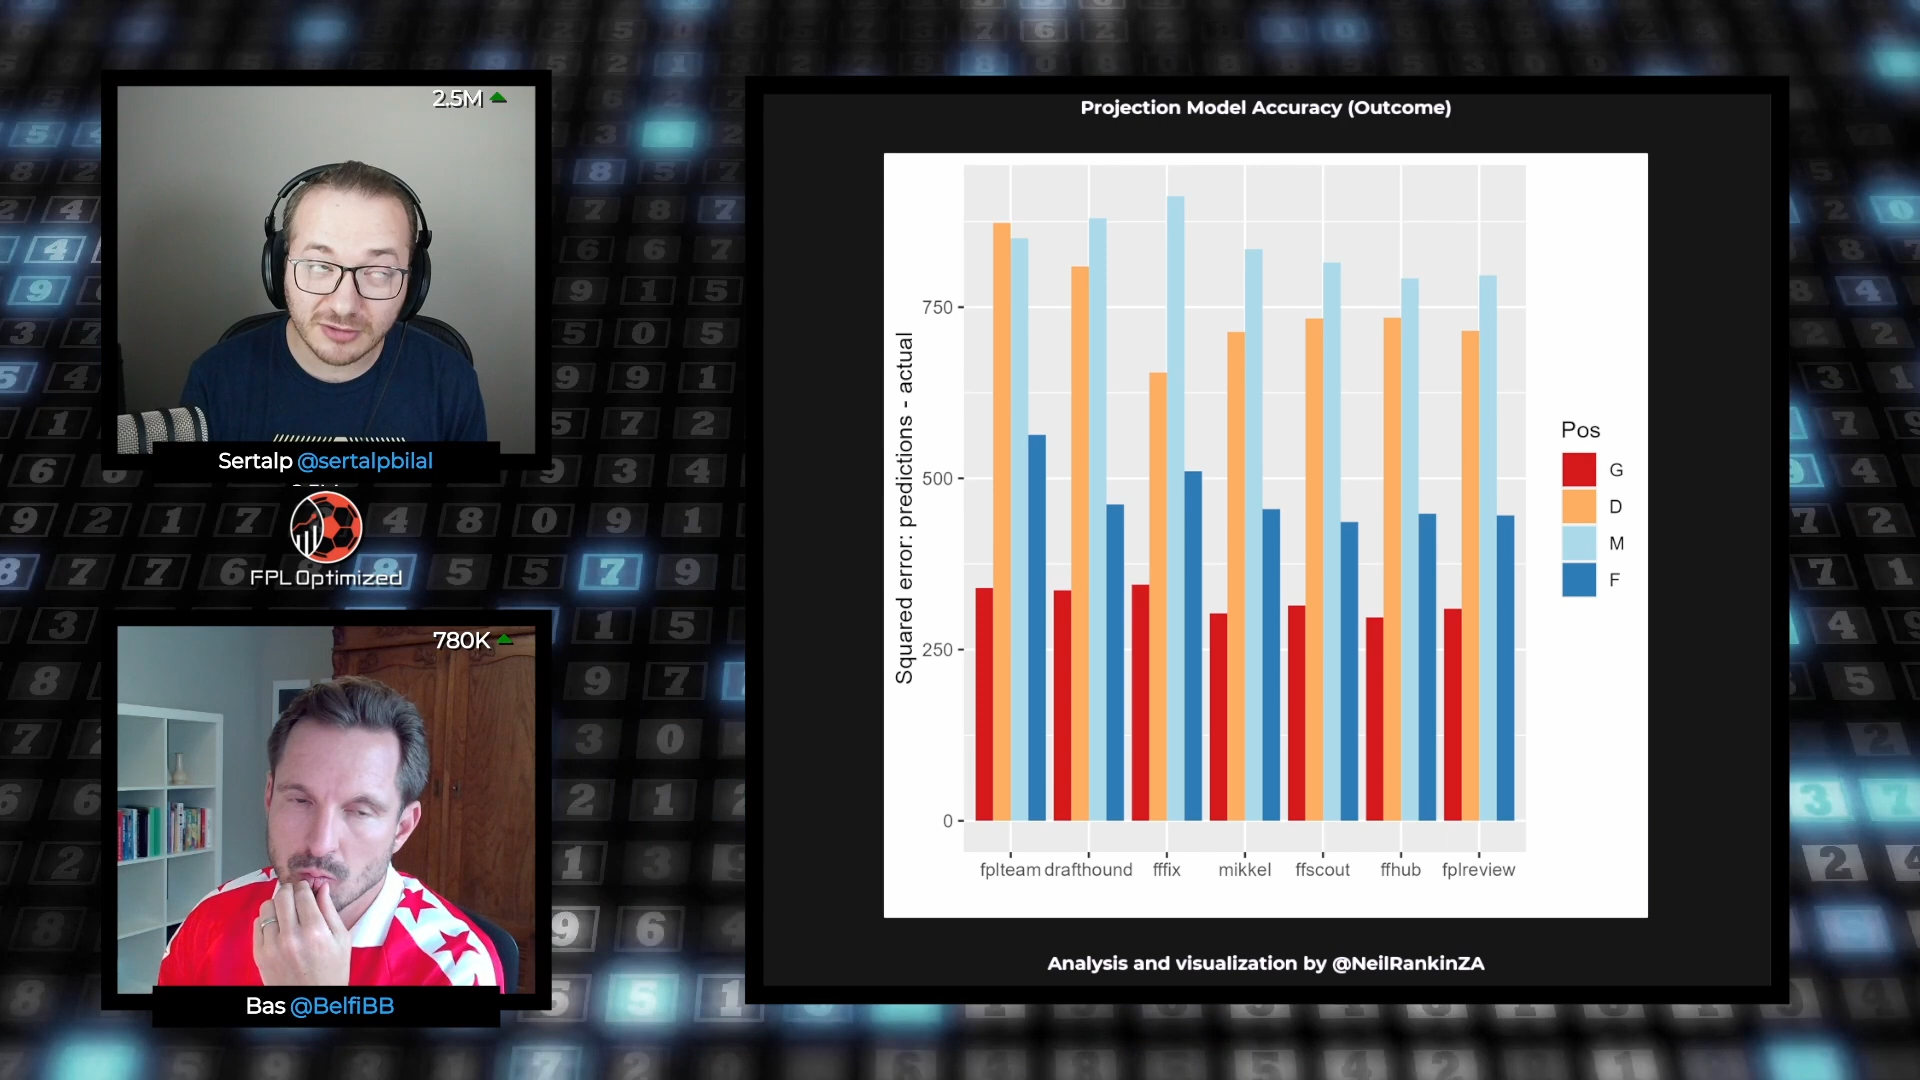 2.5M
Sertalp @sertalpbilal
FPL Optimized
780K
Bas @BelfiBB
Projection Model Accuracy (Outcome)
Squared error: predictions - actual
750
500
250
0
fplteam drafthound fffix mikkel ffscout ffhub fplreview
Pos
G
D
M
F
Analysis and visualization by @NeilRankinZA